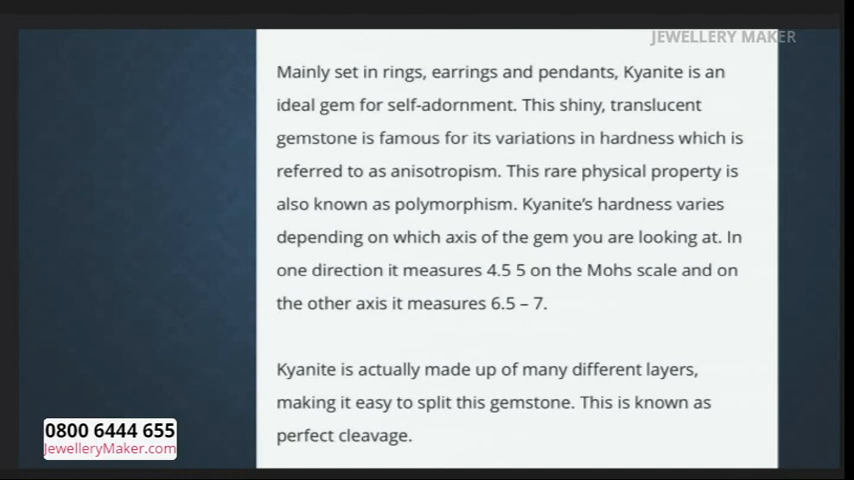 JEWELLERY MAKER
Mainly set in rings, earrings and pendants, Kyanite is an
ideal gem for self-adornment. This shiny, translucent
gemstone is famous for its variations in hardness which is
referred to as anisotropism. This rare physical property is
also known as polymorphism. Kyanite’s hardness varies
depending on which axis of the gem you are looking at. In
one direction it measures 4.5 5 on the Mohs scale and on
the other axis it measures 6.5 – 7.
Kyanite is actually made up of many different layers,
making it easy to split this gemstone. This is known as
perfect cleavage.
0800 6444 655
JewelleryMaker.com